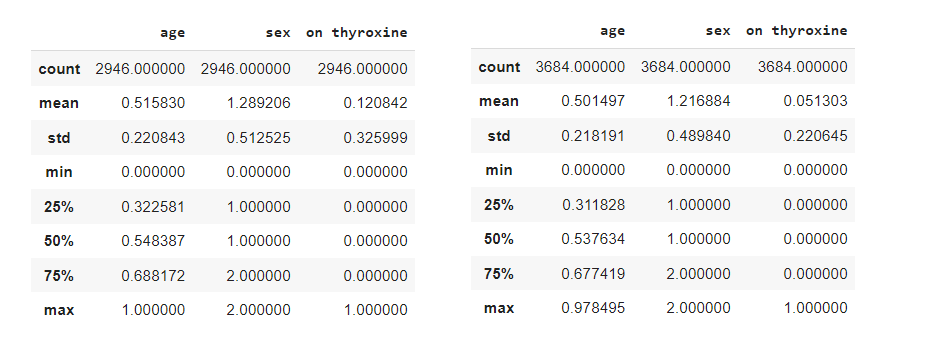 age sex on thyroxine
count 2946.000000 2946.000000 2946.000000
mean 0.515830 1.289206 0.120842
std 0.220843 0.512525 0.325999
min 0.000000 0.000000 0.000000
25% 0.322581 1.000000 0.000000
50% 0.548387 1.000000 0.000000
75% 0.688172 2.000000 0.000000
max 1.000000 2.000000 1.000000
age sex on thyroxine
count 3684.000000 3684.000000 3684.000000
mean 0.501497 1.216884 0.051303
std 0.218191 0.489840 0.220645
min 0.000000 0.000000 0.000000
25% 0.311828 1.000000 0.000000
50% 0.537634 1.000000 0.000000
75% 0.677419 2.000000 0.000000
max 0.978495 2.000000 1.000000